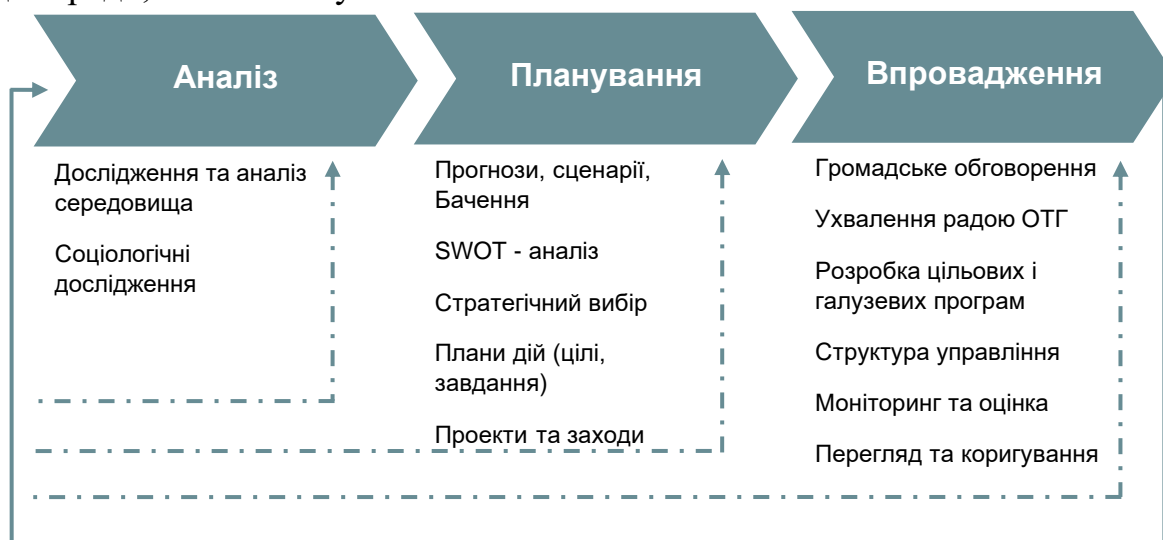 Аналіз
Планування
Впровадження
Дослідження та аналіз
середовища
Соціологічні
дослідження
Прогнози, сценарії,
Бачення
SWOT - аналіз
Стратегічний вибір
Плани дій (цілі,
завдання)
Проекти та заходи
Громадське обговорення
Ухвалення радою ОТГ
Розробка цільових і
галузевих програм
Структура управління
Моніторинг та оцінка
Перегляд та коригування